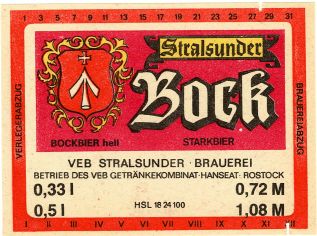 1 3 5 7 9 11 13 15 17 19 21 23 25 27 29 31
VERLEGERABZUG
Stralsunder
Bock
BRAUEREIABZUG
BOCKBIER hell STARKBIER
VEB STRALSUNDER · BRAUEREI
BETRIEB DES VEB GETRÄNKEKOMBINAT·HANSEAT· ROSTOCK
0,33 l 0,72 M
0,5 l HSL 18 24 100 1,08 M
I II III IV V VI VII VIII IX X XI XII